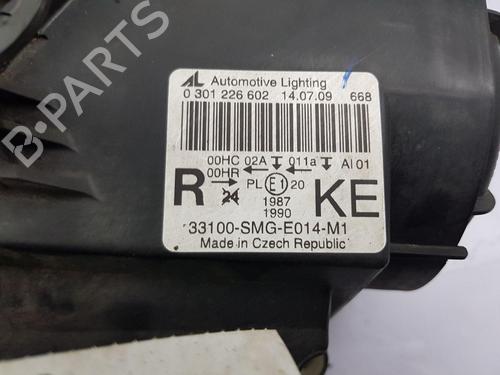 B-PARTS
AL Automotive Lighting
0 301 226 602 14.07.09 668
00HC 02A 011a AI 01
00HR
R PL E1 20 KE
24 1987
1990
33100-SMG-E014-M1
Made in Czech Republic